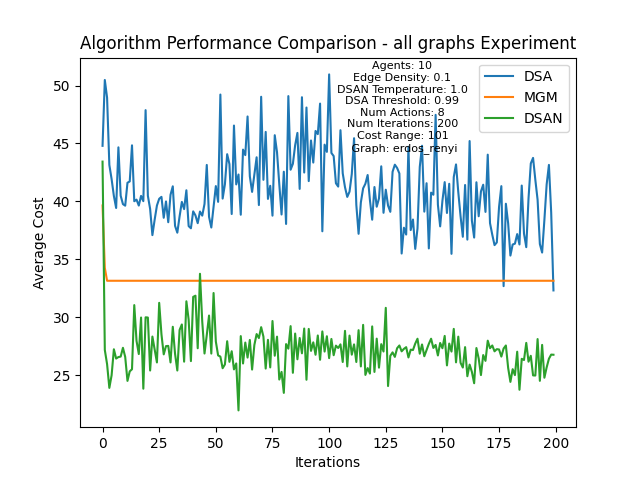 Algorithm Performance Comparison - all graphs Experiment
Agents: 10
Edge Density: 0.1
DSAN Temperature: 1.0
DSA Threshold: 0.99
Num Actions: 8
Num Iterations: 200
Cost Range: 101
Graph: erdos_renyi
DSA
MGM
DSAN
Average Cost
50
45
40
35
30
25
0 25 50 75 100 125 150 175 200
Iterations